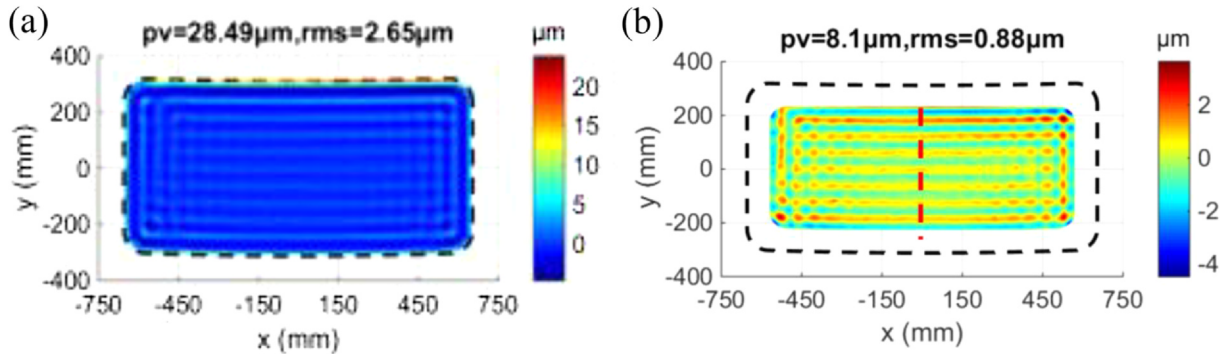 (a)
pv=28.49μm,rms=2.65μm
μm
400
200
0
-200
-400
y (mm)
-750 -450 -150 150 450 750
x (mm)
20
10
5
0
(b)
pv=8.1μm,rms=0.88μm
μm
400
200
0
-200
-400
y (mm)
-750 -450 -150 150 450 750
x (mm)
2
0
-2
-4